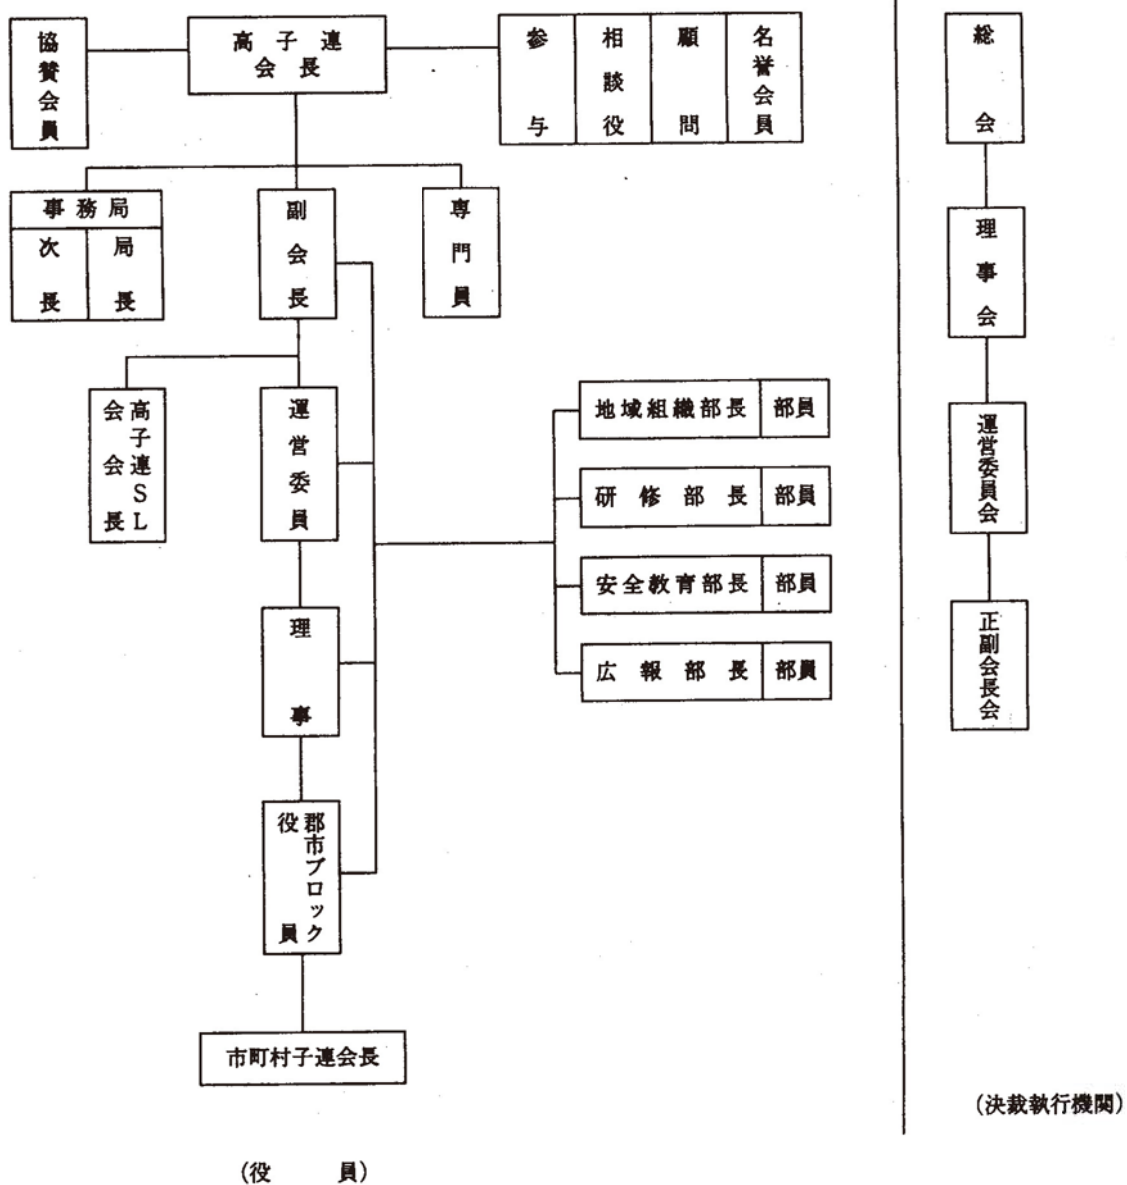 協賛会員
高子連
会長
参与
相談役
顧問
名誉会員
事務局
次長
局長
副会長
専門員
高子連SL
会会長
運営委員
理事
郡市ブロック
役員
市町村子連会長
地域組織部長 部員
研修部長 部員
安全教育部長 部員
広報部長 部員
(役 員)
総会
理事会
運営委員会
正副会長会
(決裁執行機関)